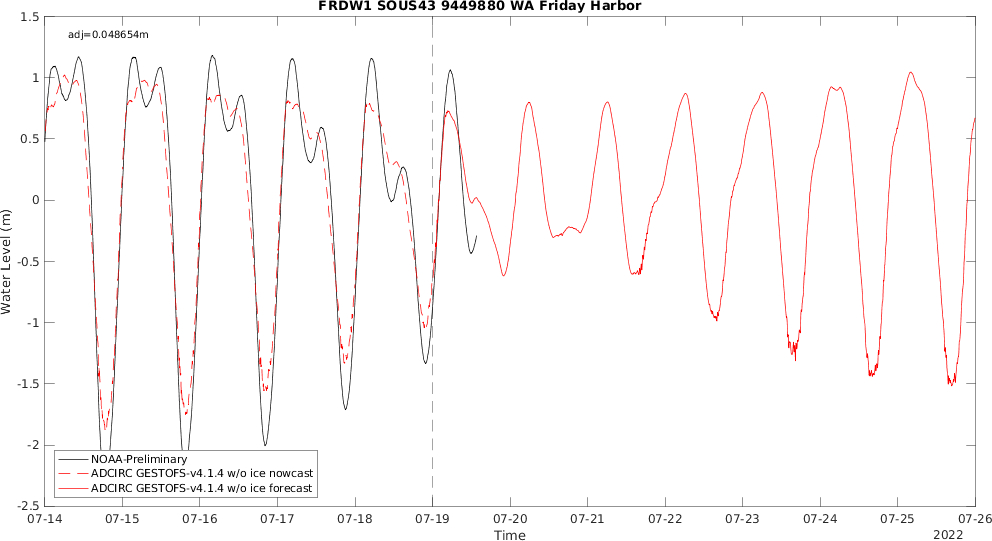 FRDW1 SOUS43 9449880 WA Friday Harbor
adj=0.048654m
1.5
1
0.5
0
-0.5
-1
-1.5
-2
-2.5
Water Level (m)
NOAA-Preliminary
ADCIRC GESTOFS-v4.1.4 w/o ice nowcast
ADCIRC GESTOFS-v4.1.4 w/o ice forecast
07-14 07-15 07-16 07-17 07-18 07-19 07-20 07-21 07-22 07-23 07-24 07-25 07-26
Time
2022